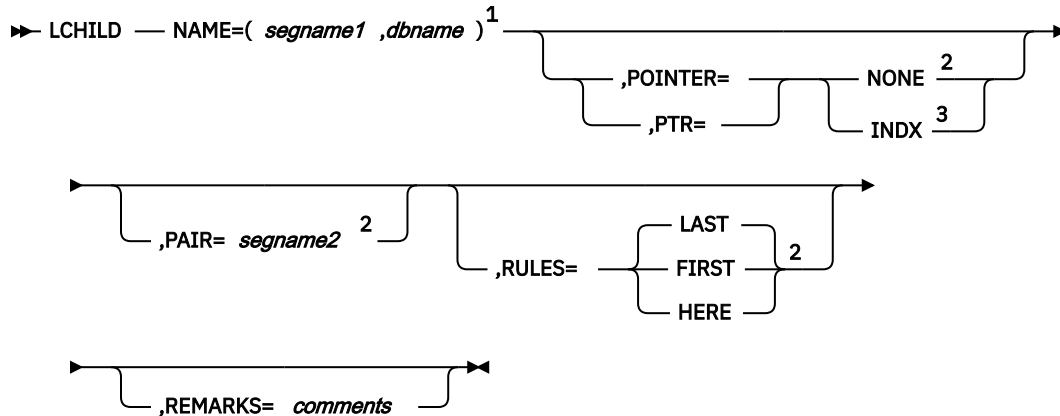 LCHILD NAME=( segname1 ,dbname ) 1
,POINTER= NONE 2
,PTR= INDX 3
,PAIR= segname2 2
,RULES= LAST 2
FIRST
HERE
,REMARKS= comments